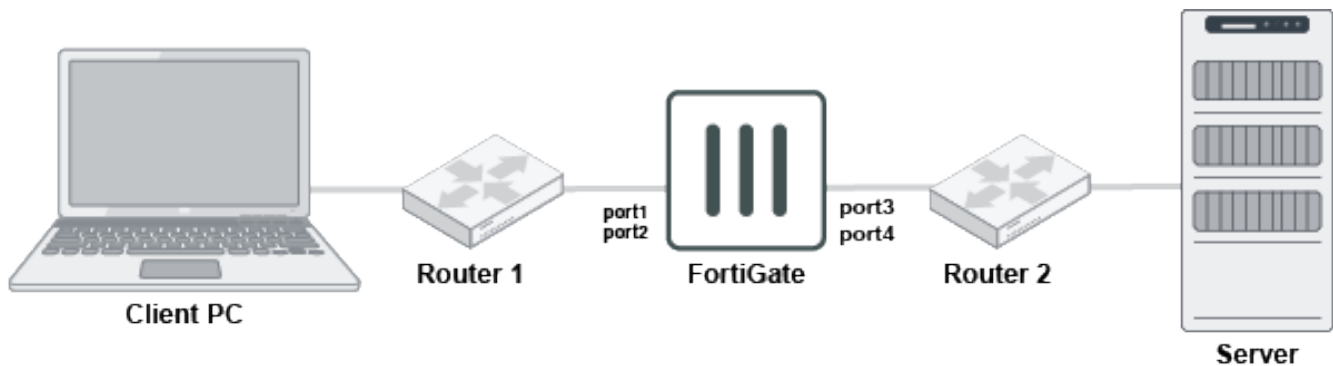 port1
port2
port3
port4
Router 1
FortiGate
Router 2
Client PC
Server